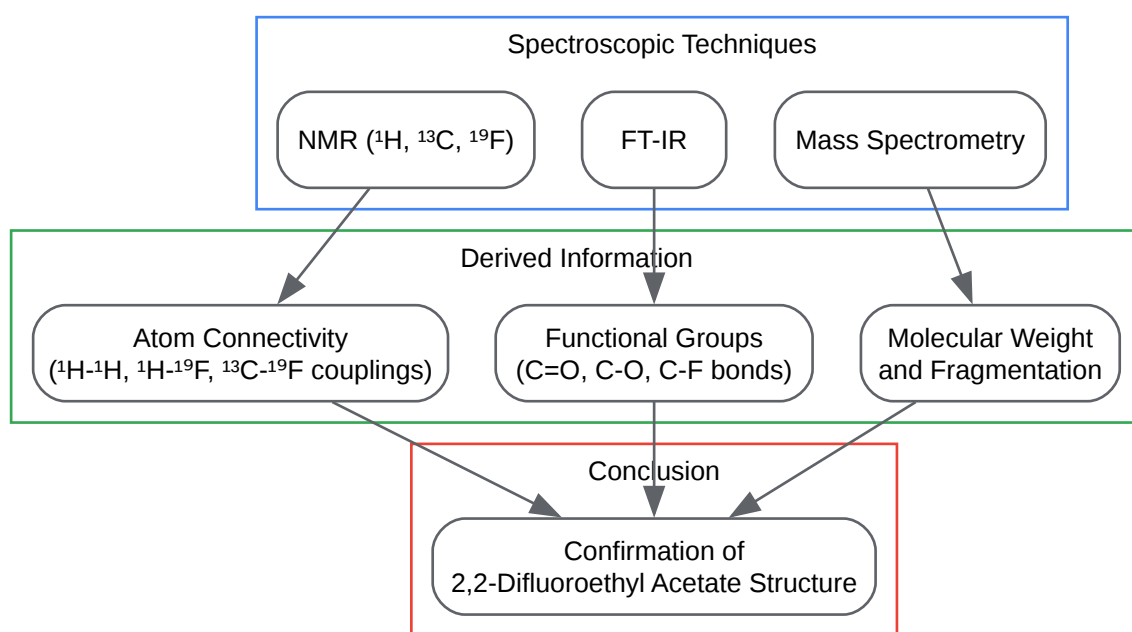 Spectroscopic Techniques
NMR (¹H, ¹³C, ¹⁹F)
FT-IR
Mass Spectrometry
Derived Information
Atom Connectivity
(¹H-¹H, ¹H-¹⁹F, ¹³C-¹⁹F couplings)
Functional Groups
(C=O, C-O, C-F bonds)
Molecular Weight
and Fragmentation
Conclusion
Confirmation of
2,2-Difluoroethyl Acetate Structure